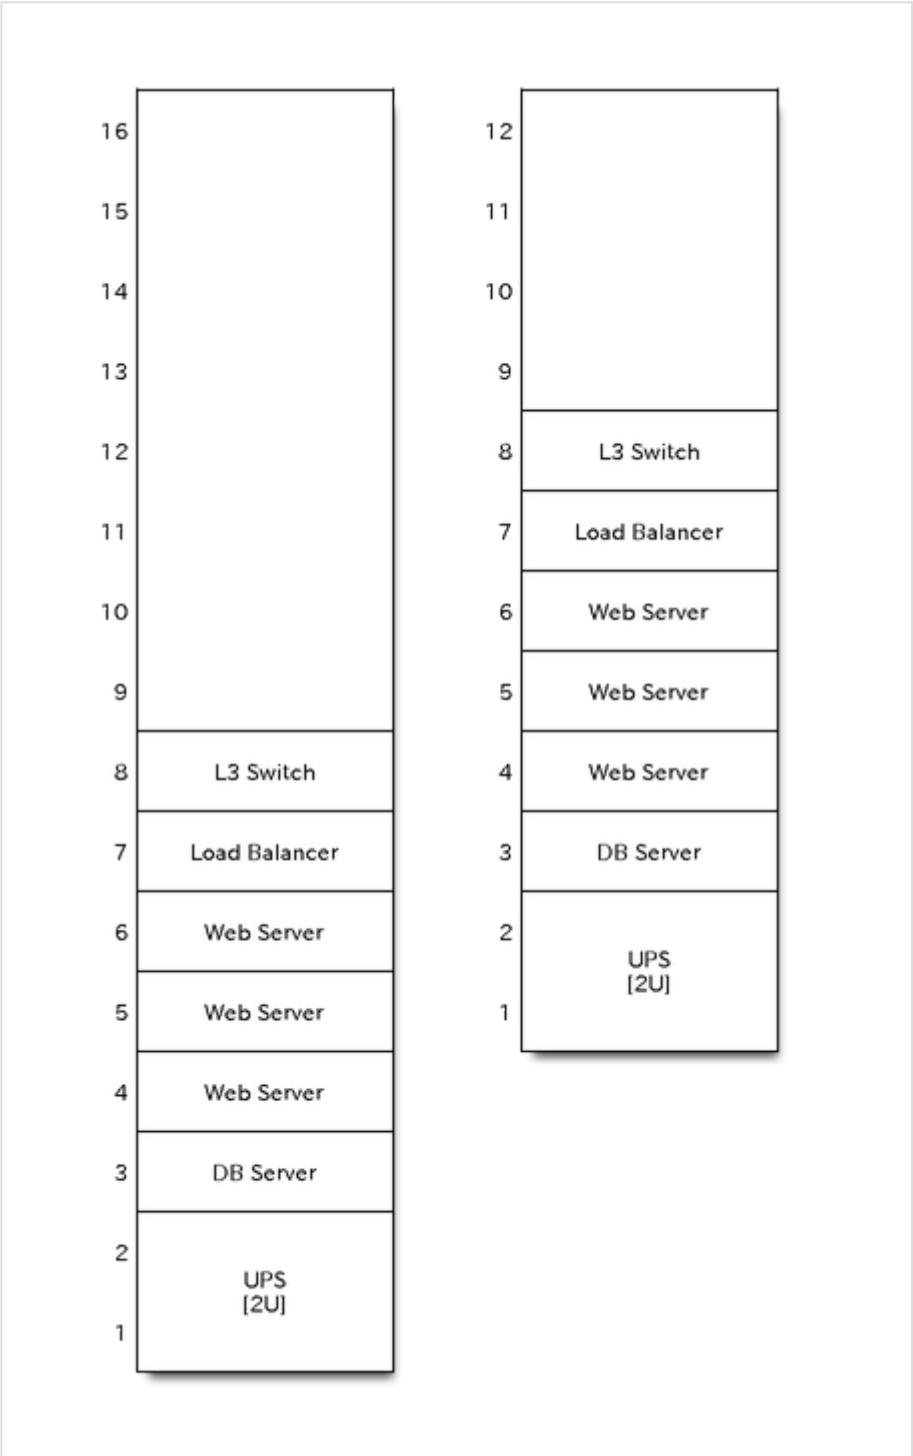 16
15
14
13
12
11
10
9
8 L3 Switch
7 Load Balancer
6 Web Server
5 Web Server
4 Web Server
3 DB Server
2
UPS
[2U]
1
12
11
10
9
8 L3 Switch
7 Load Balancer
6 Web Server
5 Web Server
4 Web Server
3 DB Server
2
UPS
[2U]
1